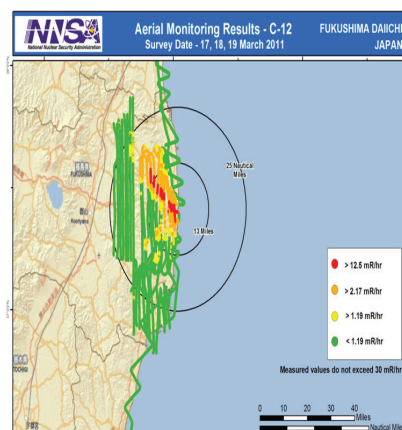 NNSA
National Nuclear Security Administration
Aerial Monitoring Results - C-12
Survey Date - 17, 18, 19 March 2011
FUKUSHIMA DAIICHI
JAPAN
FUKUSHIMA
25 Nautical
Miles
Kooriyama
13 Miles
> 12.5 mR/hr
> 2.17 mR/hr
> 1.19 mR/hr
< 1.19 mR/hr
Measured values do not exceed 30 mR/hr
TOCHIGI
0 10 20 30 40
Miles
Nautical Mile